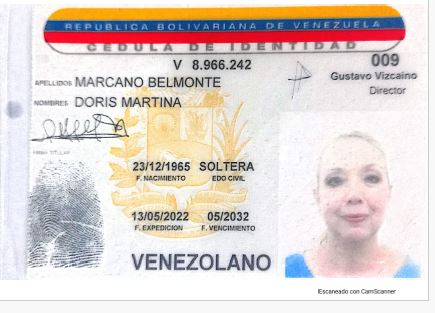 REPUBLICA BOLIVARIANA DE VENEZUELA
CEDULA DE IDENTIDAD
V 8.966.242
009
APELLIDOS MARCANO BELMONTE
Gustavo Vizcaino
Director
NOMBRES DORIS MARTINA
FIRMA TITULAR
23/12/1965 SOLTERA
F. NACIMIENTO EDO CIVIL
13/05/2022 05/2032
F. EXPEDICION F. VENCIMIENTO
VENEZOLANO
Escaneado con CamScanner